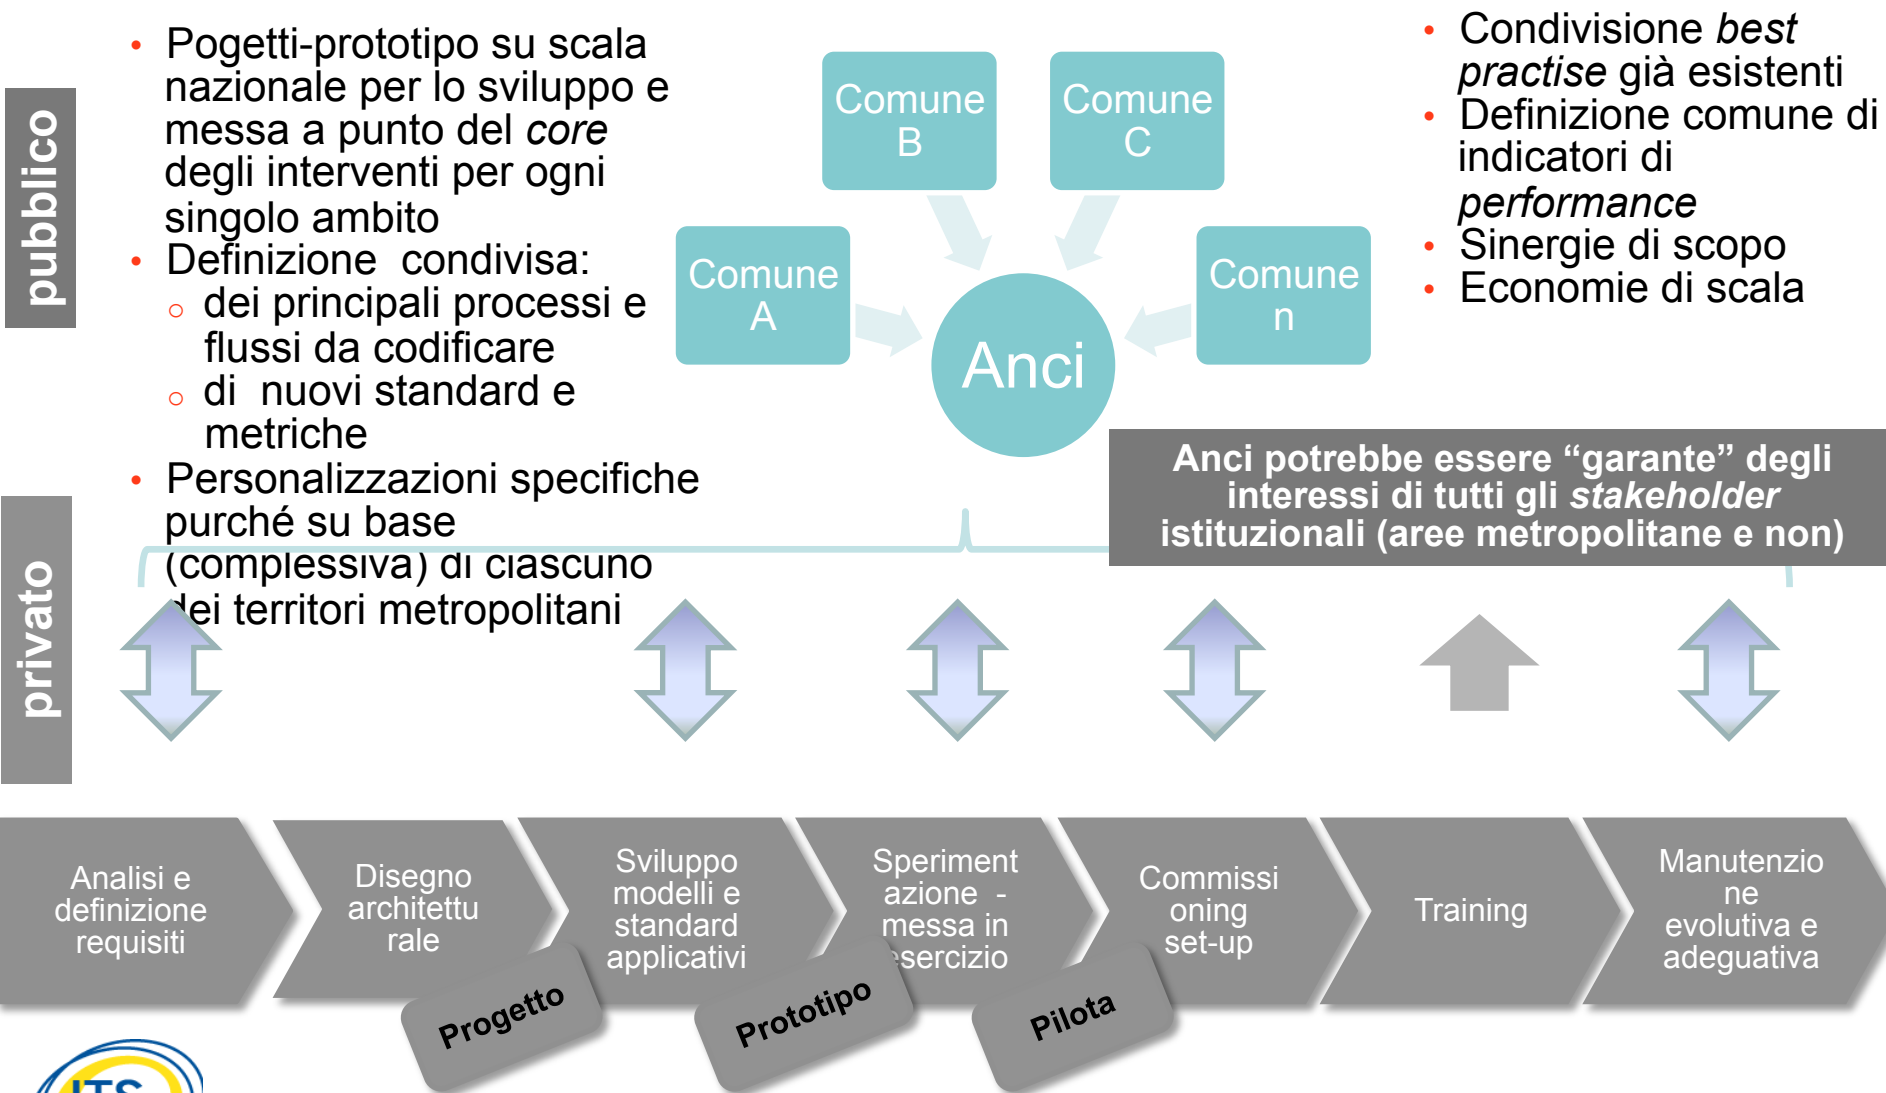 pubblico
• Pogetti-prototipo su scala
nazionale per lo sviluppo e
messa a punto del core
degli interventi per ogni
singolo ambito
• Definizione condivisa:
o dei principali processi e
flussi da codificare
o di nuovi standard e
metriche
• Personalizzazioni specifiche
purché su base
(complessiva) di ciascuno
dei territori metropolitani
Comune
A
Comune
B
Comune
C
Comune
n
Anci
• Condivisione best
practise già esistenti
• Definizione comune di
indicatori di
performance
• Sinergie di scopo
• Economie di scala
Anci potrebbe essere “garante” degli
interessi di tutti gli stakeholder
istituzionali (aree metropolitane e non)
privato
Analisi e
definizione
requisiti
Disegno
architettu
rale
Sviluppo
modelli e
standard
applicativi
Speriment
azione -
messa in
esercizio
Commissi
oning
set-up
Training
Manutenzio
ne
evolutiva e
adeguativa
Progetto
Prototipo
Pilota
ITS